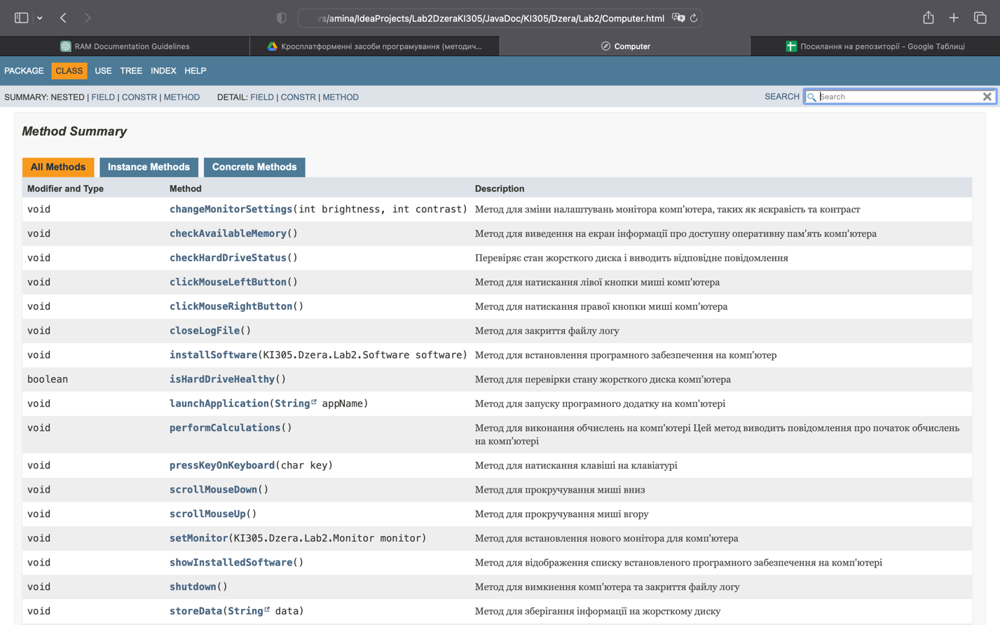 rs/amina/IdeaProjects/Lab2DzeraKI305/JavaDoc/KI305/Dzera/Lab2/Computer.html
RAM Documentation Guidelines
Кросплатформенні засоби програмування (методич...
Computer
Посилання на репозиторії - Google Таблиці
PACKAGE CLASS USE TREE INDEX HELP
SUMMARY: NESTED | FIELD | CONSTR | METHOD DETAIL: FIELD | CONSTR | METHOD SEARCH Search
Method Summary
All Methods Instance Methods Concrete Methods
Modifier and Type Method Description
void changeMonitorSettings(int brightness, int contrast) Метод для зміни налаштувань монітора комп'ютера, таких як яскравість та контраст
void checkAvailableMemory() Метод для виведення на екран інформації про доступну оперативну пам'ять комп'ютера
void checkHardDriveStatus() Перевіряє стан жорсткого диска і виводить відповідне повідомлення
void clickMouseLeftButton() Метод для натискання лівої кнопки миші комп'ютера
void clickMouseRightButton() Метод для натискання правої кнопки миші комп'ютера
void closeLogFile() Метод для закриття файлу логу
void installSoftware(KI305.Dzera.Lab2.Software software) Метод для встановлення програмного забезпечення на комп'ютер
boolean isHardDriveHealthy() Метод для перевірки стану жорсткого диска комп'ютера
void launchApplication(String appName) Метод для запуску програмного додатку на комп'ютері
void performCalculations() Метод для виконання обчислень на комп'ютері Цей метод виводить повідомлення про початок обчислень
на комп'ютері
void pressKeyOnKeyboard(char key) Метод для натискання клавіші на клавіатурі
void scrollMouseDown() Метод для прокручування миші вниз
void scrollMouseUp() Метод для прокручування миші вгору
void setMonitor(KI305.Dzera.Lab2.Monitor monitor) Метод для встановлення нового монітора для комп'ютера
void showInstalledSoftware() Метод для відображення списку встановленого програмного забезпечення на комп'ютері
void shutdown() Метод для вимкнення комп'ютера та закриття файлу логу
void storeData(String data) Метод для зберігання інформації на жорсткому диску